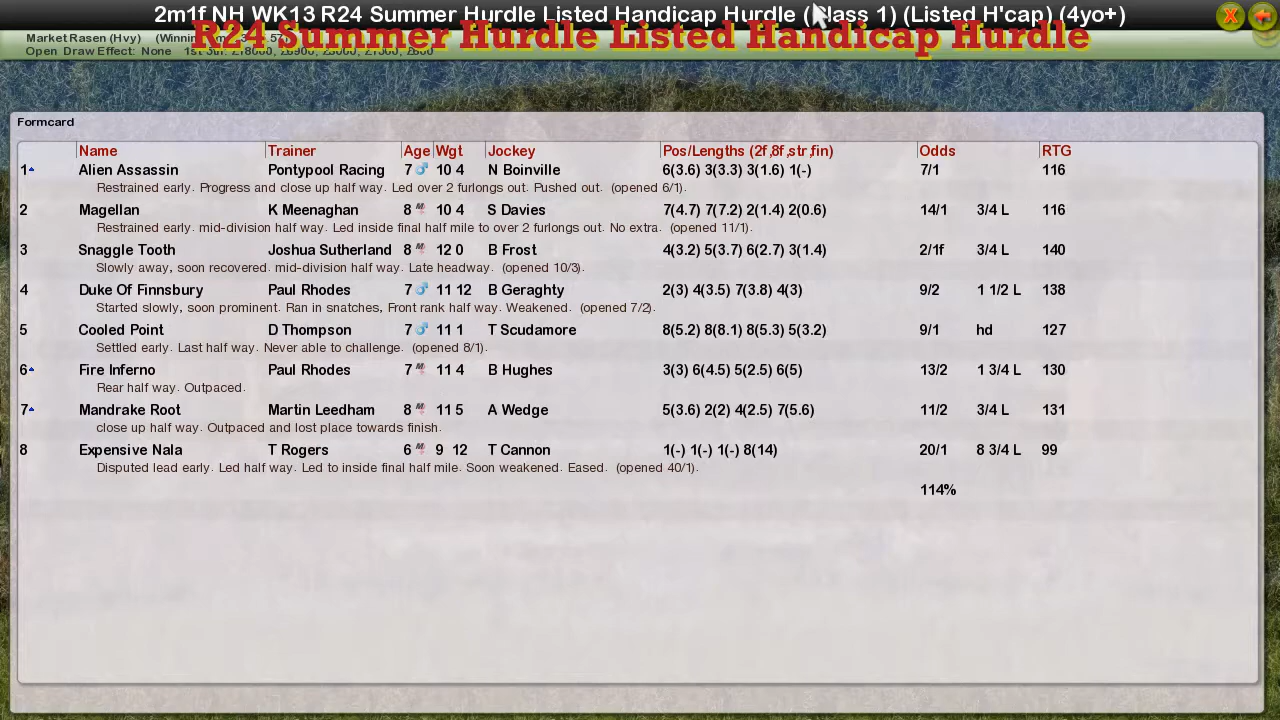 2m1f NH WK13 R24 Summer Hurdle Listed Handicap Hurdle (Class 1) (Listed H'cap) (4yo+)
R24 Summer Hurdle Listed Handicap Hurdle
Market Rasen (Hvy)
Open Draw Effect: None 1st-5th: £18000, £6900, £3000, £1500, £600
Formcard
Name Trainer Age Wgt Jockey Pos/Lengths (2f,8f,str,fin) Odds RTG
1 Alien Assassin Pontypool Racing 7 10 4 N Boinville 6(3.6) 3(3.3) 3(1.6) 1(-) 7/1 116
Restrained early. Progress and close up half way. Led over 2 furlongs out. Pushed out. (opened 6/1).
2 Magellan K Meenaghan 8 10 4 S Davies 7(4.7) 7(7.2) 2(1.4) 2(0.6) 14/1 3/4 L 116
Restrained early. mid-division half way. Led inside final half mile to over 2 furlongs out. No extra. (opened 11/1).
3 Snaggle Tooth Joshua Sutherland 8 12 0 B Frost 4(3.2) 5(3.7) 6(2.7) 3(1.4) 2/1f 3/4 L 140
Slowly away, soon recovered. mid-division half way. Late headway. (opened 10/3).
4 Duke Of Finnsbury Paul Rhodes 7 11 12 B Geraghty 2(3) 4(3.5) 7(3.8) 4(3) 9/2 1 1/2 L 138
Started slowly, soon prominent. Ran in snatches, Front rank half way. Weakened. (opened 7/2).
5 Cooled Point D Thompson 7 11 1 T Scudamore 8(5.2) 8(8.1) 8(5.3) 5(3.2) 9/1 hd 127
Settled early. Last half way. Never able to challenge. (opened 8/1).
6 Fire Inferno Paul Rhodes 7 11 4 B Hughes 3(3) 6(4.5) 5(2.5) 6(5) 13/2 1 3/4 L 130
Rear half way. Outpaced.
7 Mandrake Root Martin Leedham 8 11 5 A Wedge 5(3.6) 2(2) 4(2.5) 7(5.6) 11/2 3/4 L 131
close up half way. Outpaced and lost place towards finish.
8 Expensive Nala T Rogers 6 9 12 T Cannon 1(-) 1(-) 1(-) 8(14) 20/1 8 3/4 L 99
Disputed lead early. Led half way. Led to inside final half mile. Soon weakened. Eased. (opened 40/1).
114%